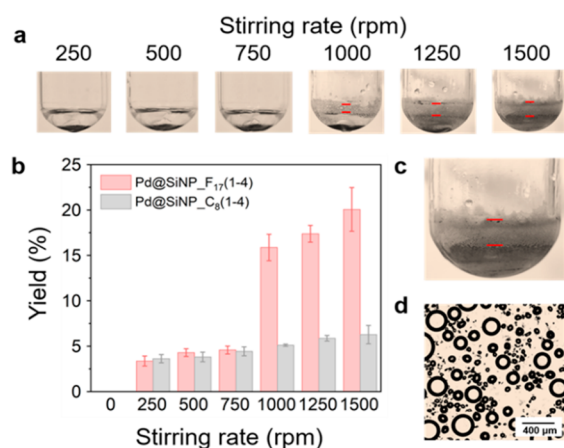 Stirring rate (rpm)
a
250 500 750 1000 1250 1500
b
25
20
15
10
5
0
Yield (%)
Pd@SiNP_F₁₇(1-4)
Pd@SiNP_C₈(1-4)
0 250 500 750 1000 1250 1500
Stirring rate (rpm)
c
d
400 μm